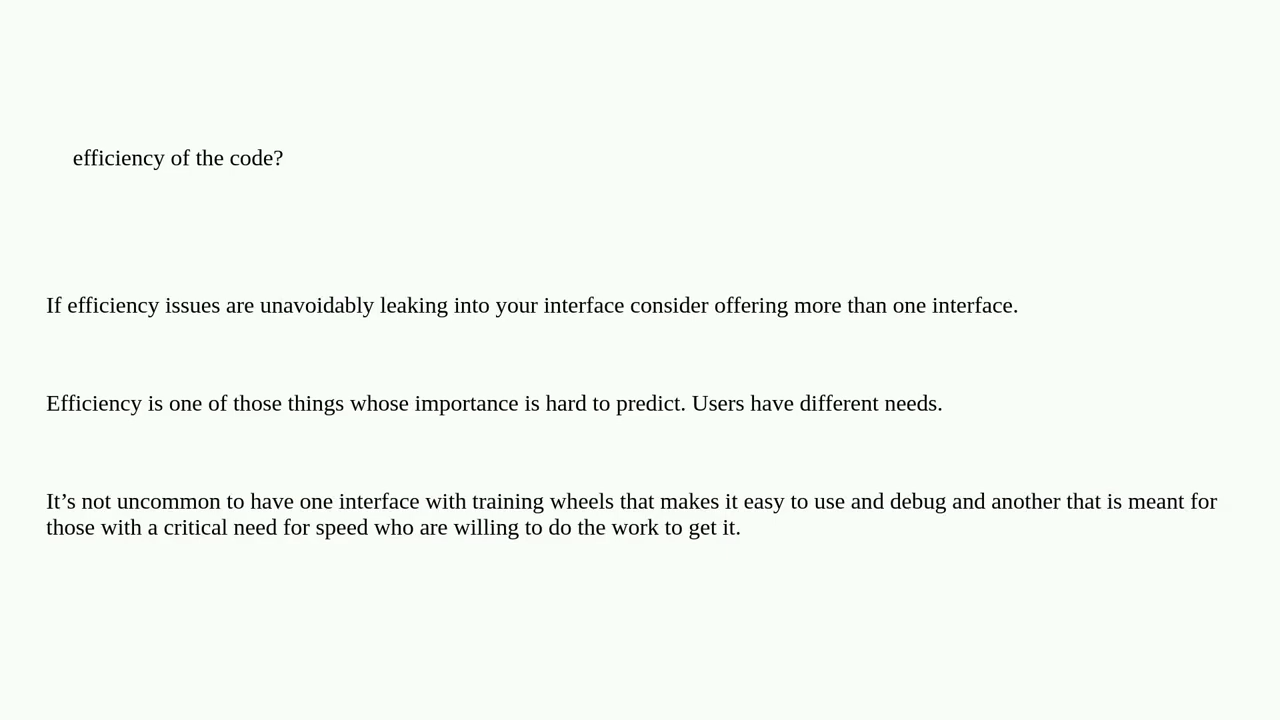 efficiency of the code?
If efficiency issues are unavoidably leaking into your interface consider offering more than one interface.
Efficiency is one of those things whose importance is hard to predict. Users have different needs.
It’s not uncommon to have one interface with training wheels that makes it easy to use and debug and another that is meant for
those with a critical need for speed who are willing to do the work to get it.